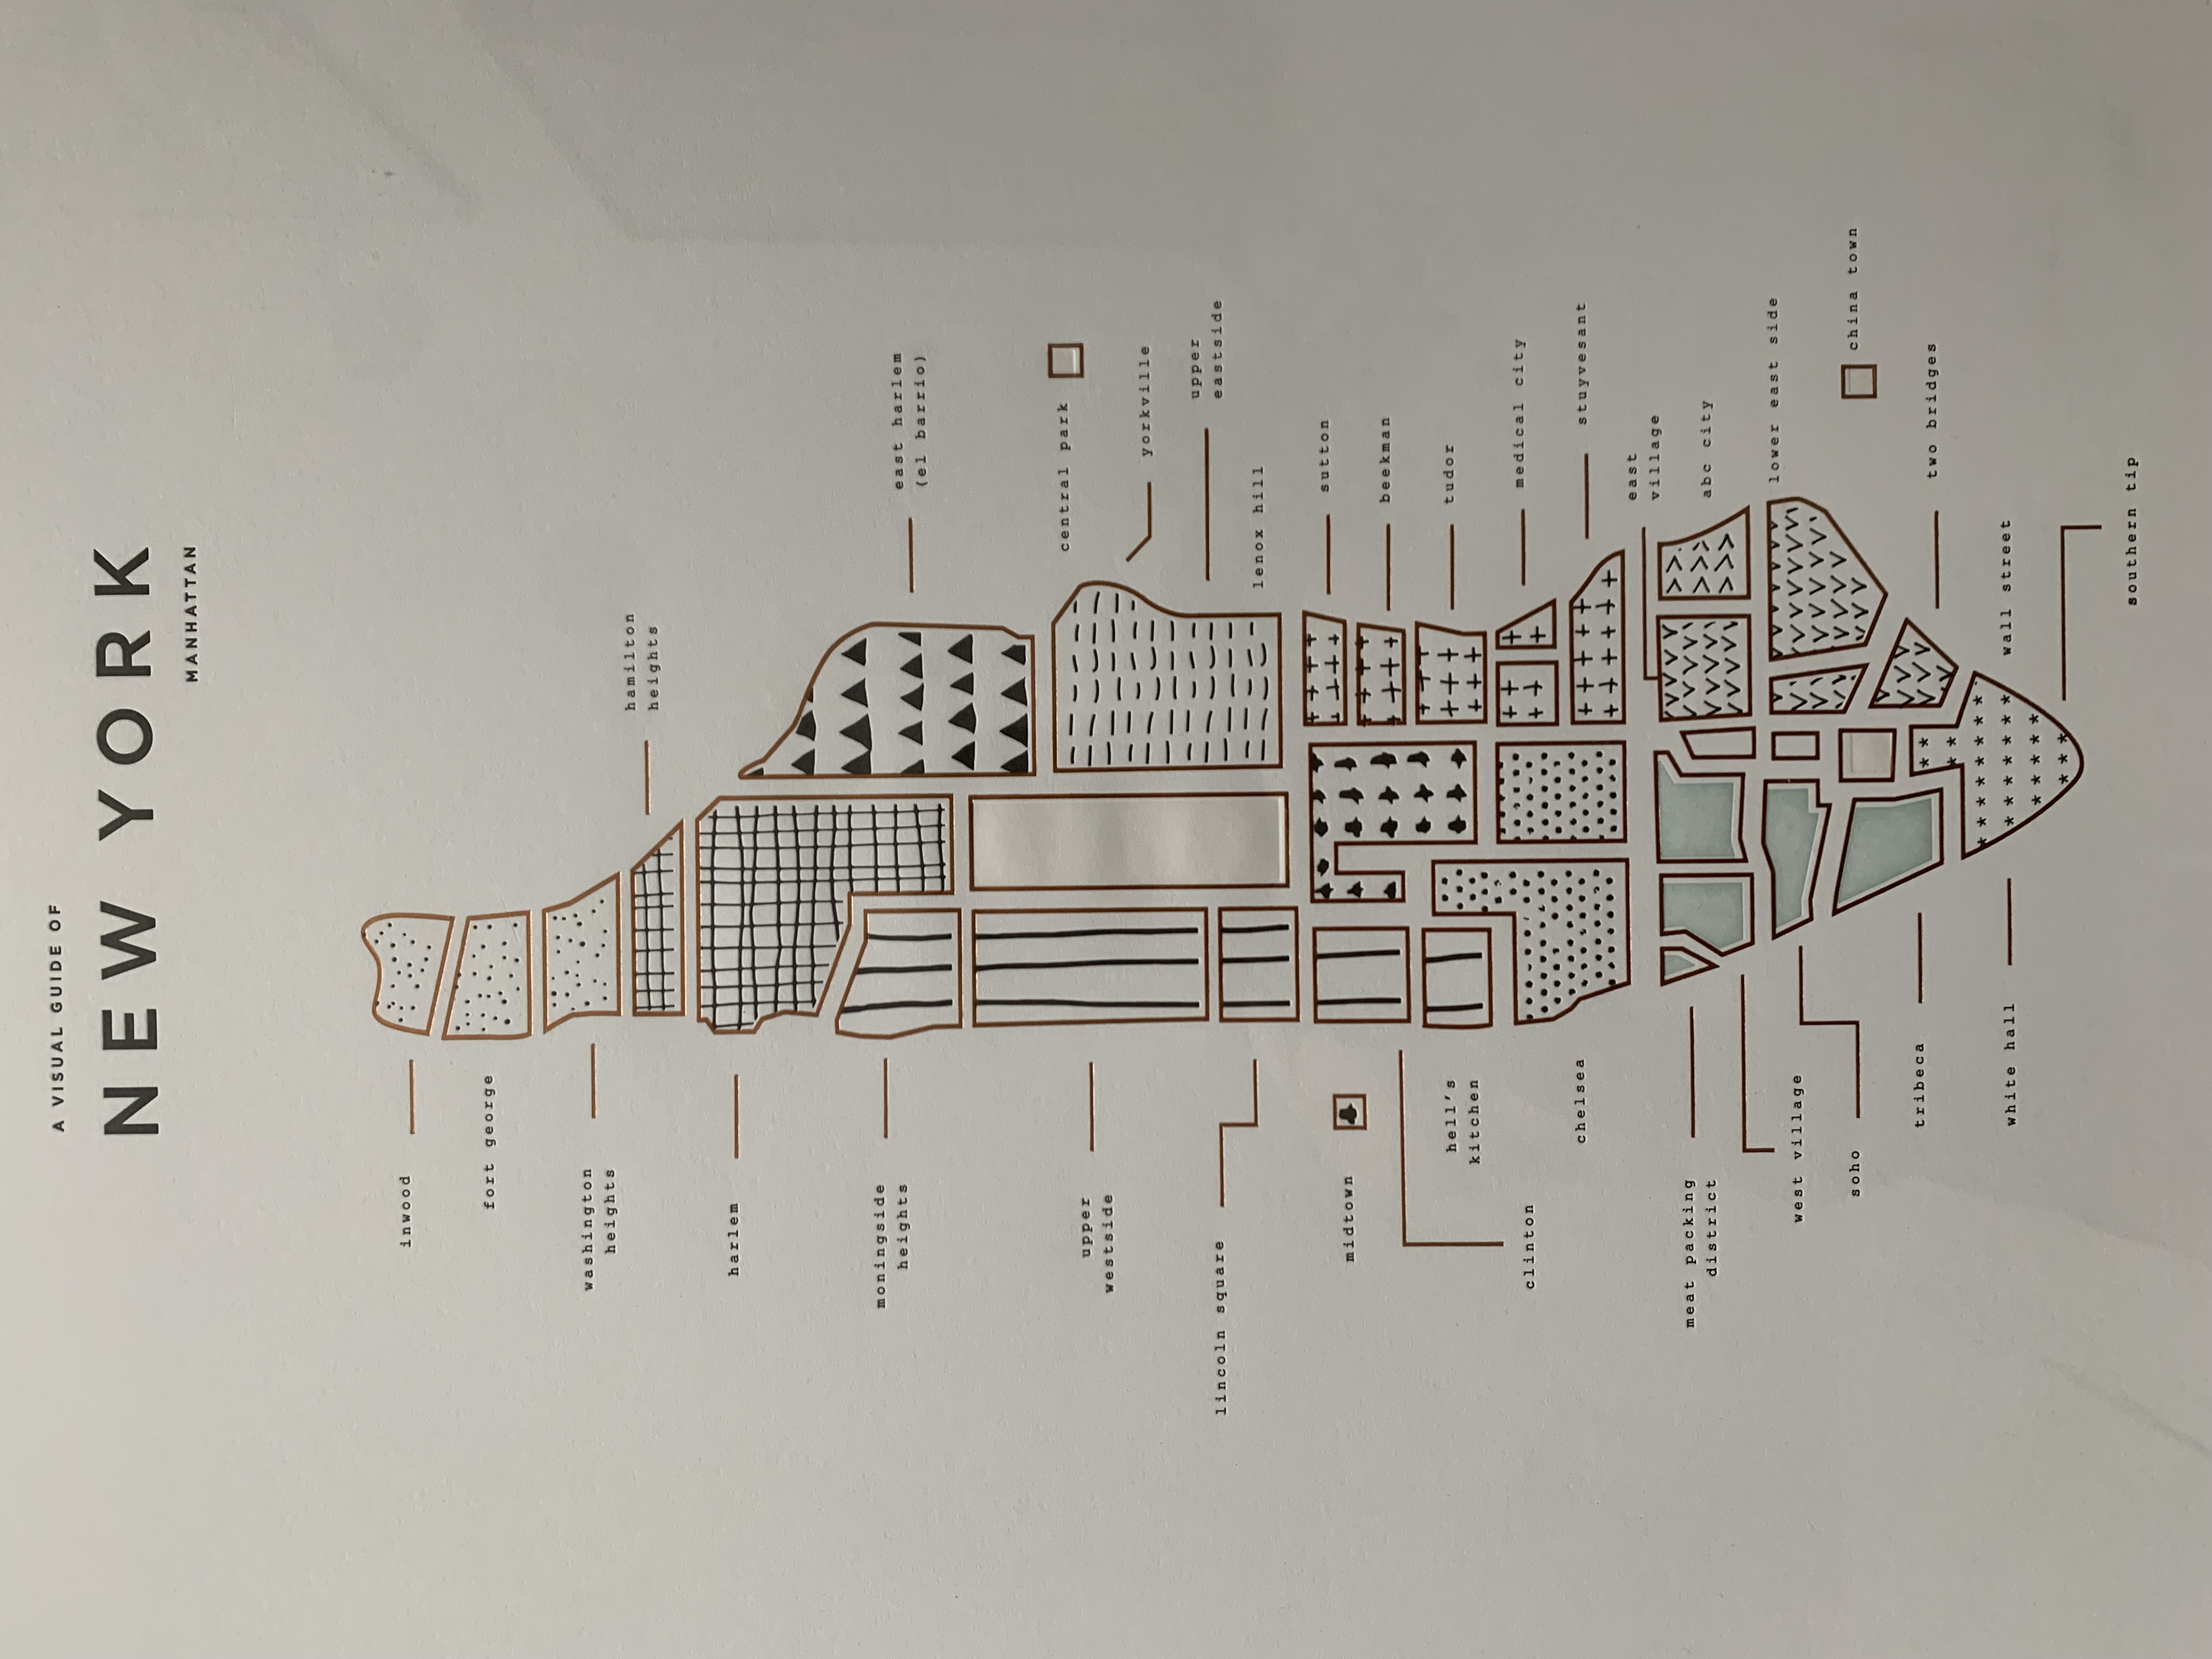 A VISUAL GUIDE OF
NEW YORK
MANHATTAN
inwood
fort george
washington
heights
hamilton
heights
harlem
moningside
heights
east harlem
(el barrio)
central park
upper
westside
yorkville
upper
eastside
lincoln square
lenox hill
sutton
midtown
beekman
hell's
kitchen
tudor
medical city
clinton
chelsea
stuyvesant
east
village
meat packing
district
abc city
lower east side
west village
soho
china town
tribeca
two bridges
white hall
wall street
southern tip